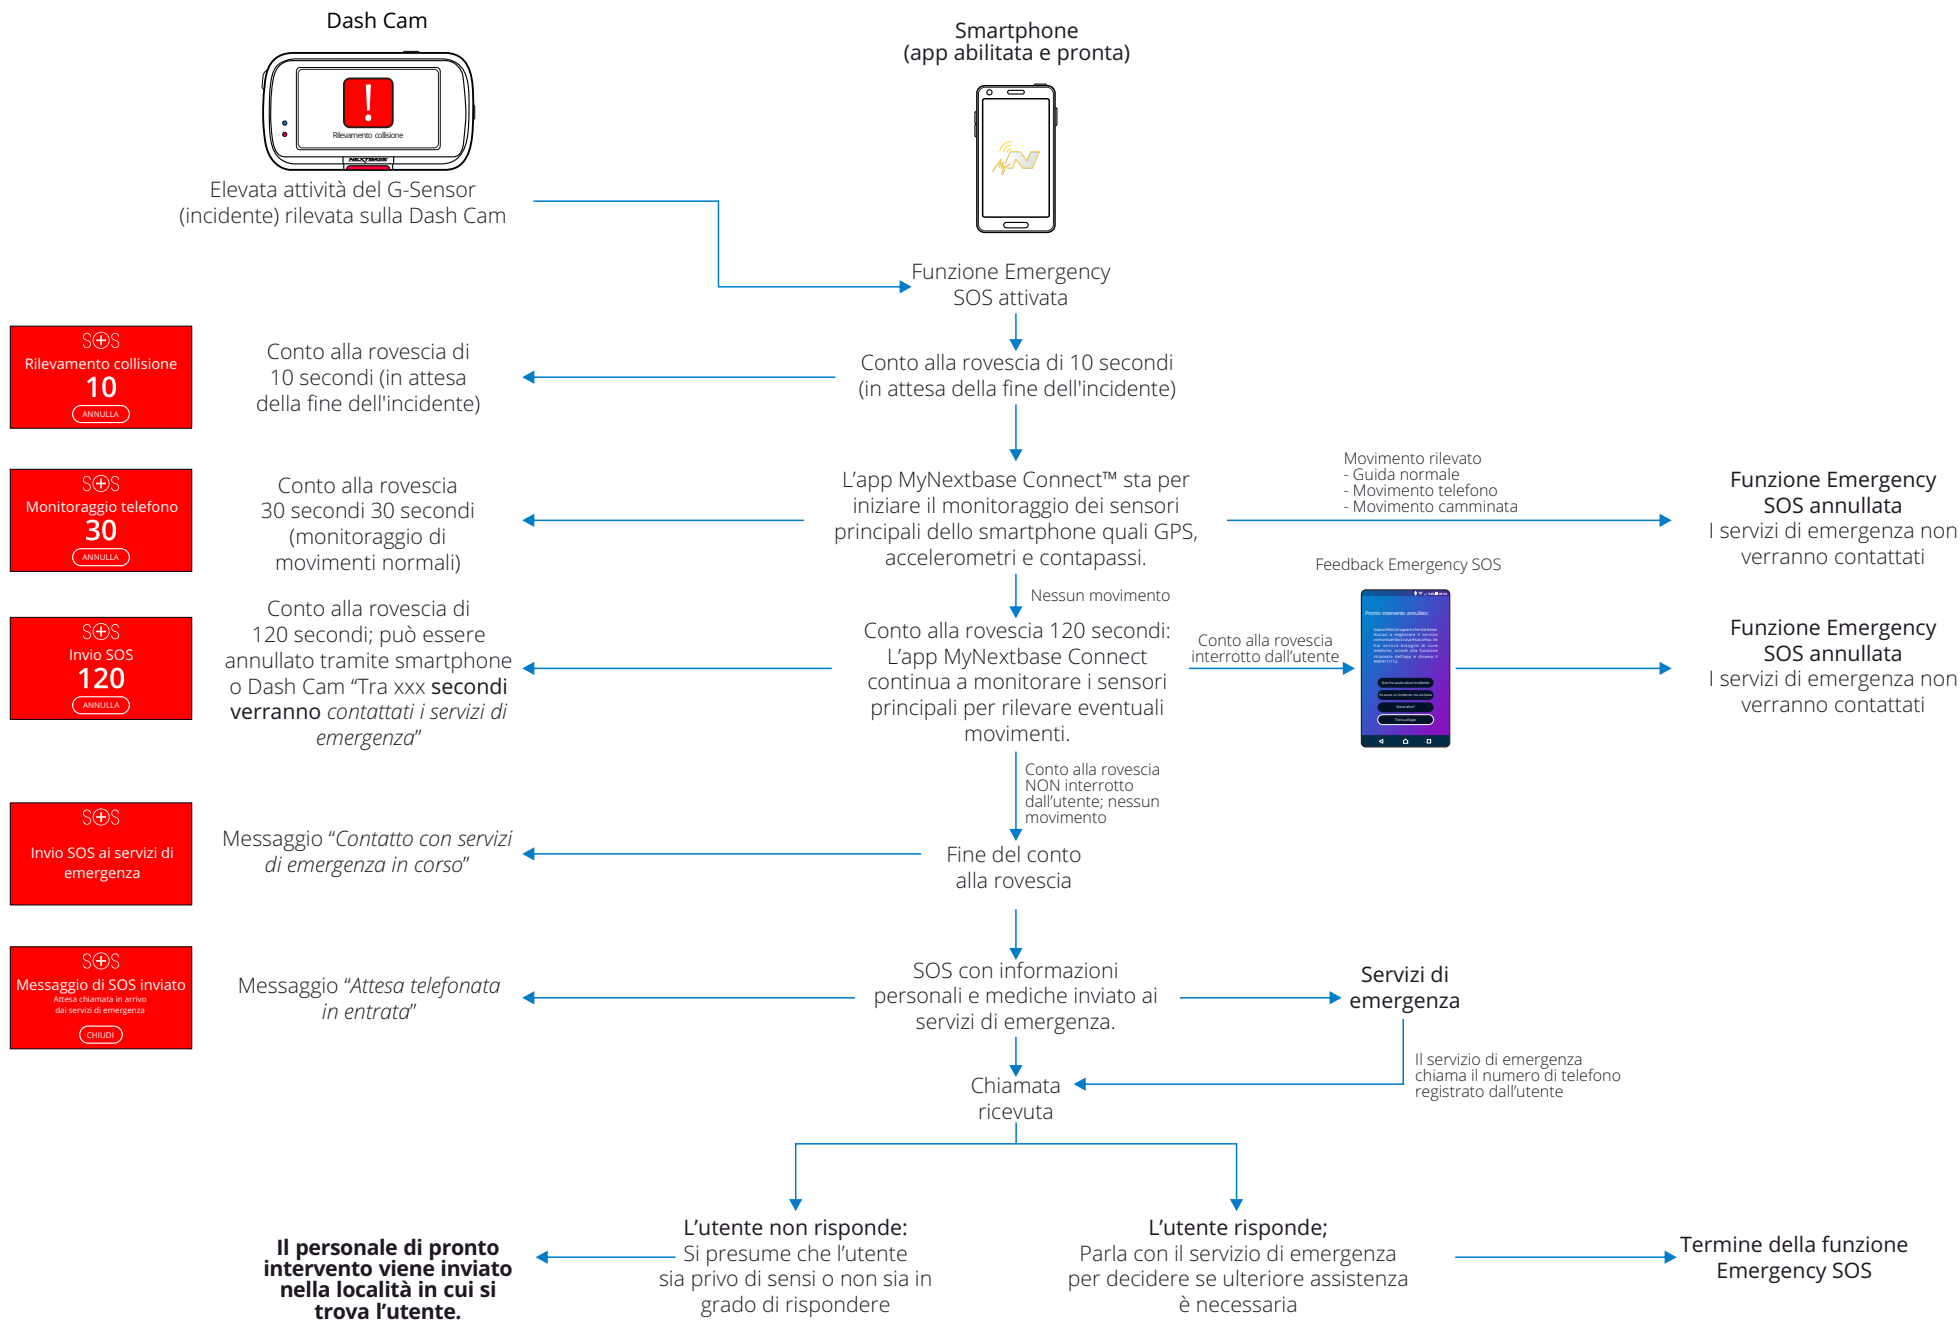 Dash Cam
Smartphone
(app abilitata e pronta)
!
Rilevamento collisione
NEXTBASE
My N
Elevata attività del G-Sensor
(incidente) rilevata sulla Dash Cam
Funzione Emergency
SOS attivata
SOS
Rilevamento collisione
10
ANNULLA
Conto alla rovescia di
10 secondi (in attesa
della fine dell'incidente)
Conto alla rovescia di 10 secondi
(in attesa della fine dell'incidente)
SOS
Monitoraggio telefono
30
ANNULLA
Conto alla rovescia
30 secondi 30 secondi
(monitoraggio di
movimenti normali)
L’app MyNextbase Connect™ sta per
iniziare il monitoraggio dei sensori
principali dello smartphone quali GPS,
accelerometri e contapassi.
Movimento rilevato
- Guida normale
- Movimento telefono
- Movimento camminata
Funzione Emergency
SOS annullata
I servizi di emergenza non
verranno contattati
Nessun movimento
Feedback Emergency SOS
SOS
Invio SOS
120
ANNULLA
Conto alla rovescia di
120 secondi; può essere
annullato tramite smartphone
o Dash Cam “Tra xxx secondi
verranno contattati i servizi di
emergenza”
Conto alla rovescia 120 secondi:
L’app MyNextbase Connect
continua a monitorare i sensori
principali per rilevare eventuali
movimenti.
Conto alla rovescia
interrotto dall’utente
Pronto intervento annullato
Torna all'app
Funzione Emergency
SOS annullata
I servizi di emergenza non
verranno contattati
Conto alla rovescia
NON interrotto
dall’utente; nessun
movimento
SOS
Invio SOS ai servizi di
emergenza
Messaggio “Contatto con servizi
di emergenza in corso”
Fine del conto
alla rovescia
SOS
Messaggio di SOS inviato
Attesa chiamata in arrivo
dai servizi di emergenza
CHIUDI
Messaggio “Attesa telefonata
in entrata”
SOS con informazioni
personali e mediche inviato ai
servizi di emergenza.
Servizi di
emergenza
Il servizio di emergenza
chiama il numero di telefono
registrato dall’utente
Chiamata
ricevuta
Il personale di pronto
intervento viene inviato
nella località in cui si
trova l’utente.
L’utente non risponde:
Si presume che l’utente
sia privo di sensi o non sia in
grado di rispondere
L’utente risponde;
Parla con il servizio di emergenza
per decidere se ulteriore assistenza
è necessaria
Termine della funzione
Emergency SOS